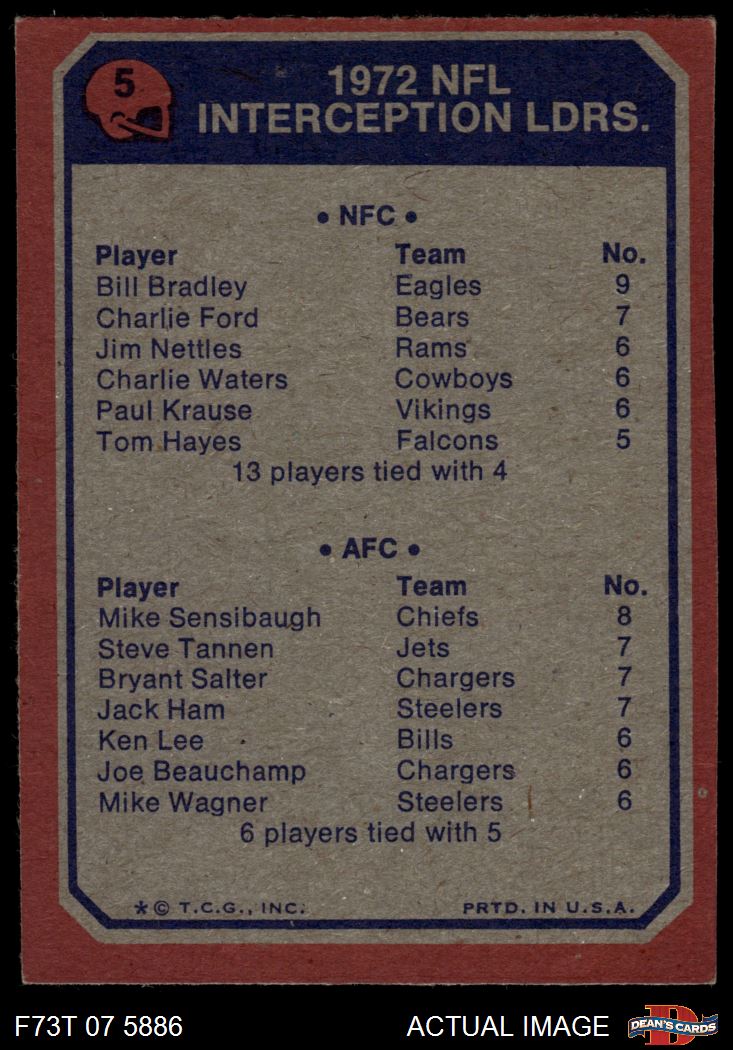 5
1972 NFL
INTERCEPTION LDRS.
• NFC •
Player Team No.
Bill Bradley Eagles 9
Charlie Ford Bears 7
Jim Nettles Rams 6
Charlie Waters Cowboys 6
Paul Krause Vikings 6
Tom Hayes Falcons 5
13 players tied with 4
• AFC •
Player Team No.
Mike Sensibaugh Chiefs 8
Steve Tannen Jets 7
Bryant Salter Chargers 7
Jack Ham Steelers 7
Ken Lee Bills 6
Joe Beauchamp Chargers 6
Mike Wagner Steelers 6
6 players tied with 5
*© T.C.G., INC. PRTD. IN U.S.A.
F73T 07 5886 ACTUAL IMAGE D DEAN'S CARDS